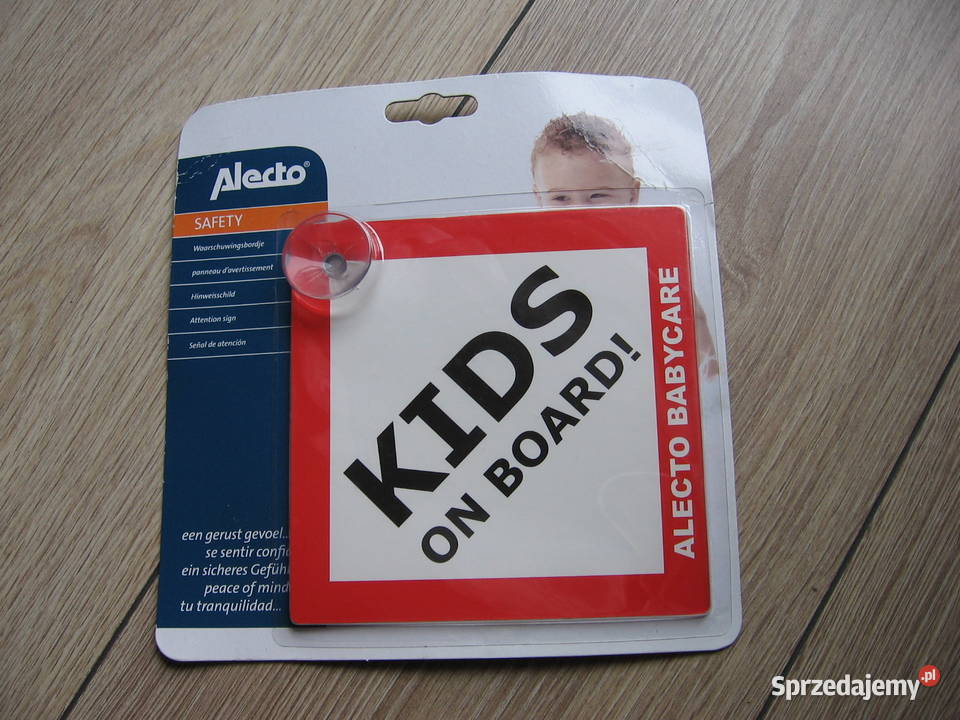 Alecto®
SAFETY
Waarschuwingsbordje
panneau d'avertissement
Hinweisschild
Attention sign
Señal de atención
KIDS
ON BOARD!
ALECTO BABYCARE
een gerust gevoel...
se sentir confi
ein sicheres Gefühl
peace of mind
tu tranquilidad...
Sprzedajemy.pl